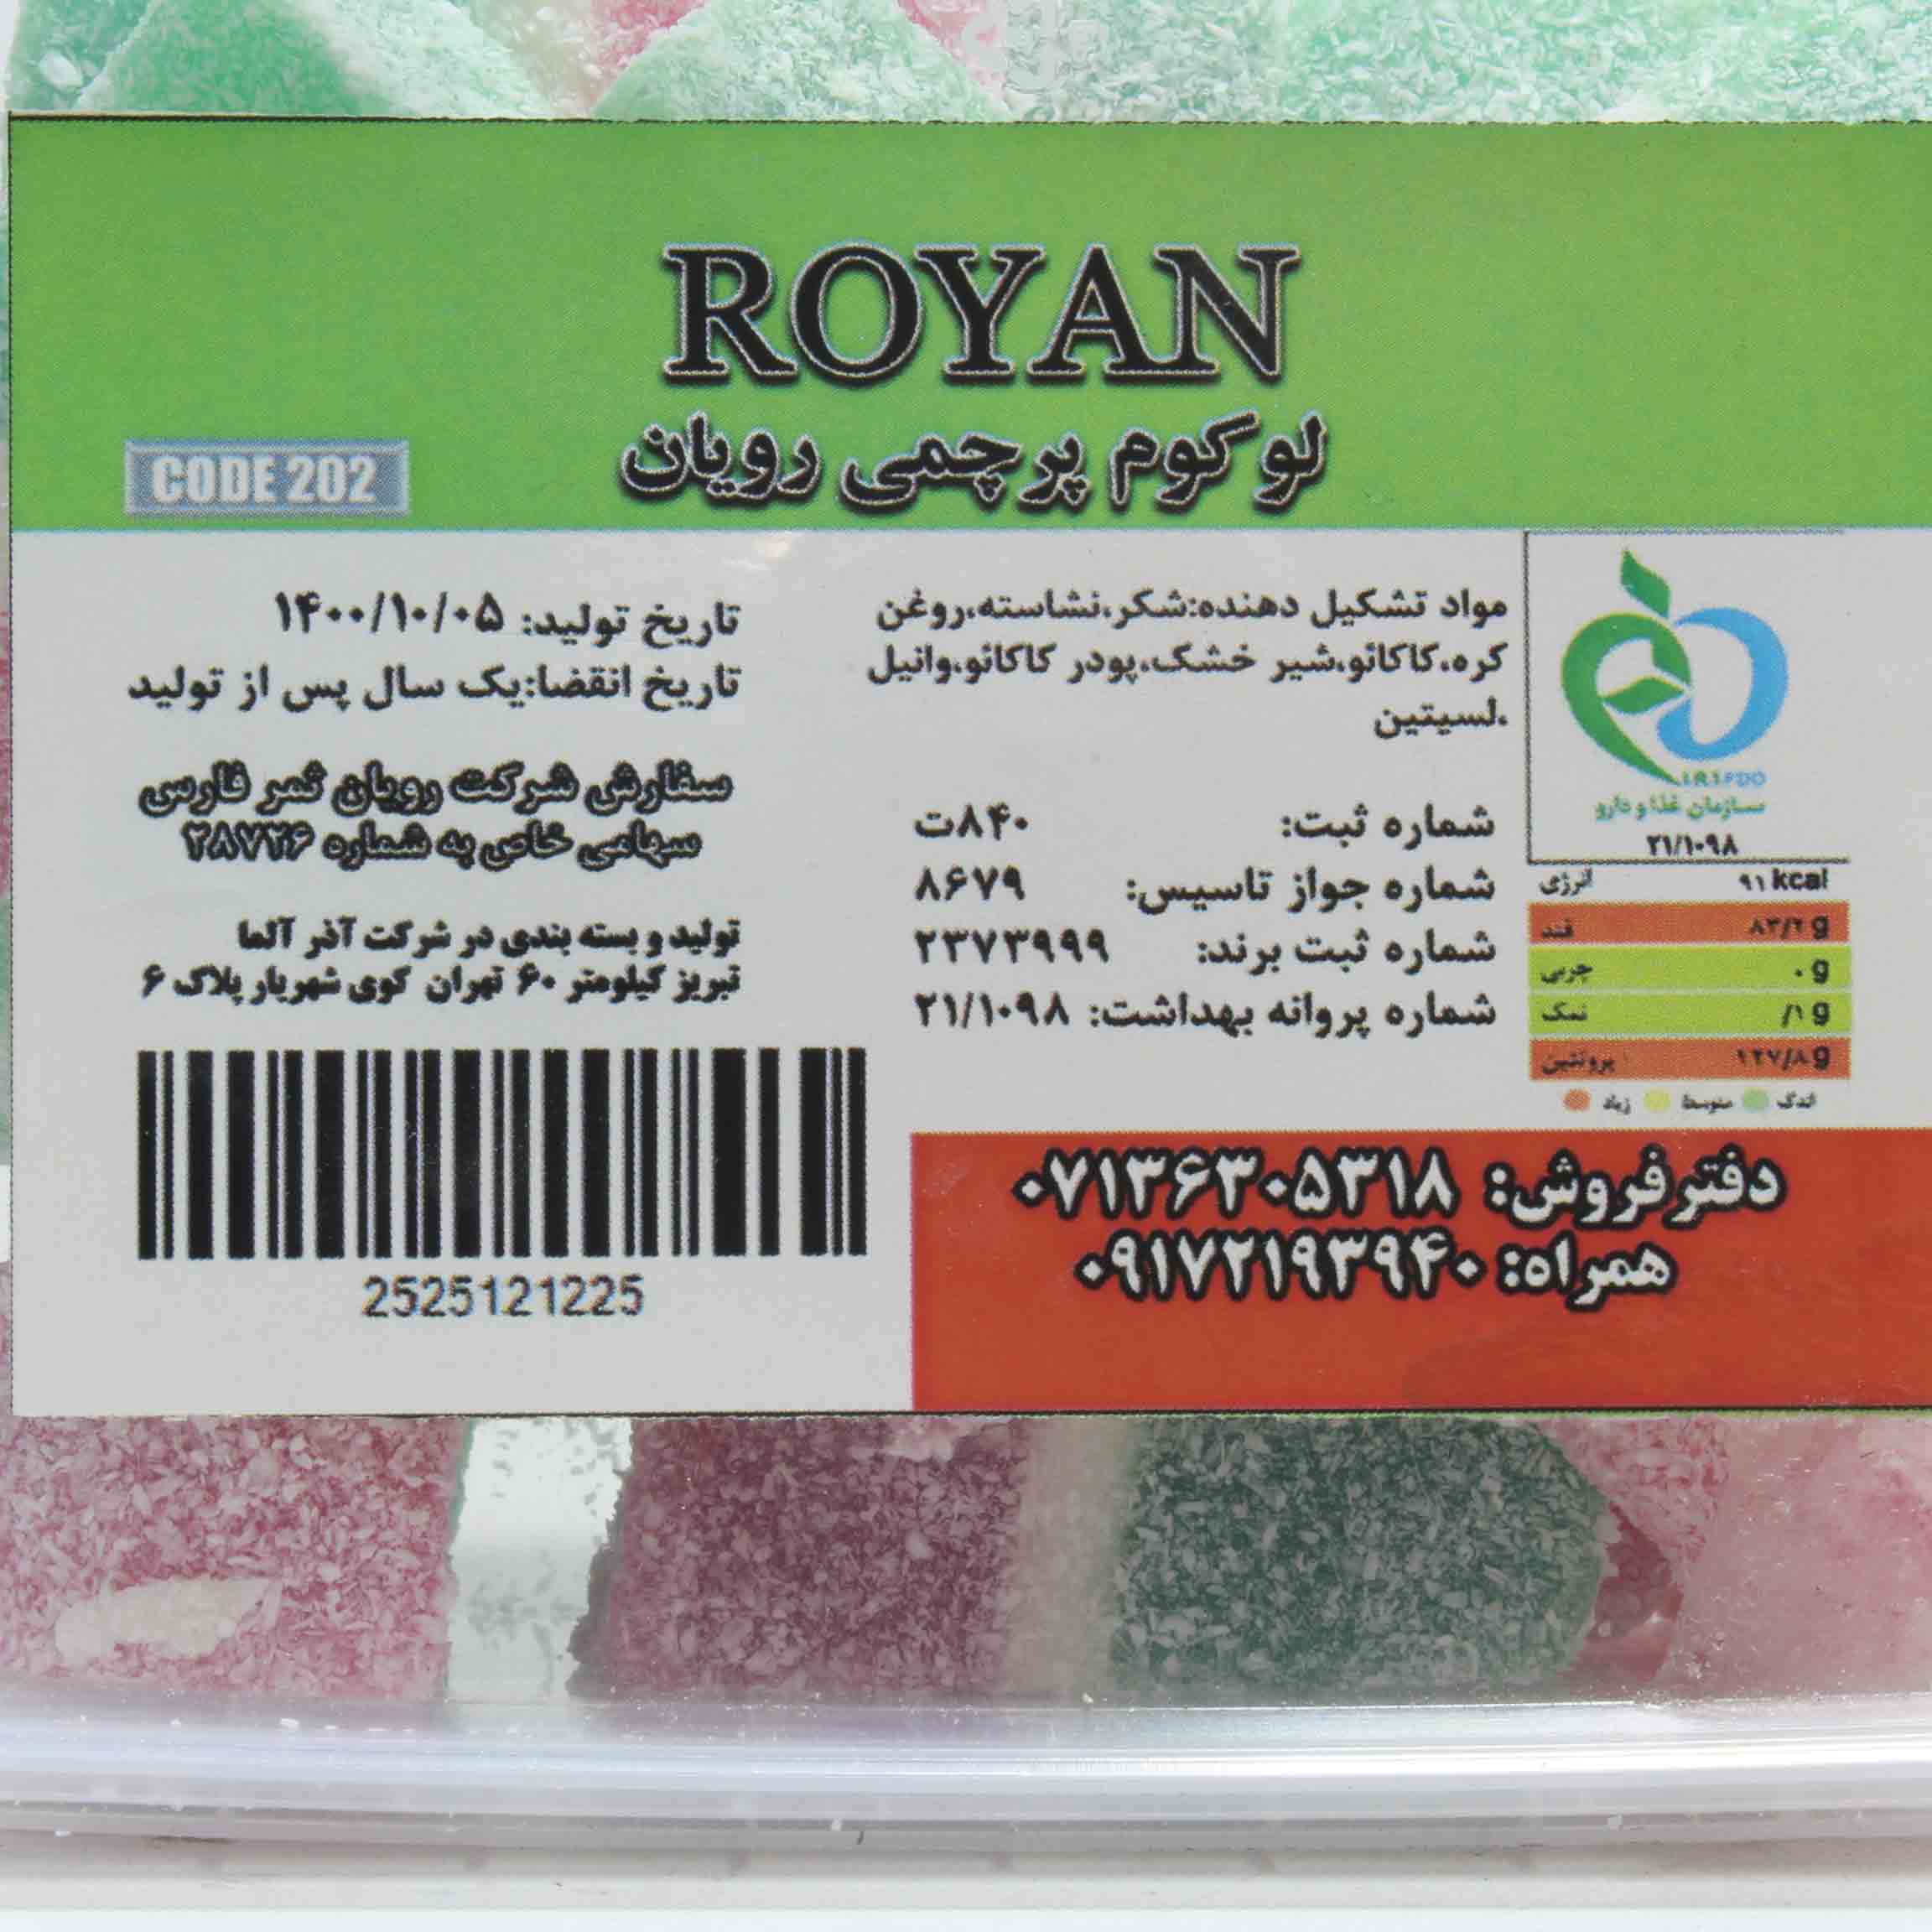 ROYAN
لوکوم پرچمی رویان
CODE 202
I.R.I.FDO
سازمان غذا و دارو
۲۱/۱۰۹۸
انرژی ۹۱ kcal
قند ۸۳/۲ g
چربی ۰ g
نمک /۱ g
پروتئین ۱۲۷/۸ g
اندک متوسط زیاد
مواد تشکیل دهنده:شکر،نشاسته،روغن
کره،کاکائو،شیر خشک،پودر کاکائو،وانیل
،لسیتین
شماره ثبت: ۸۴۰ت
شماره جواز تاسیس: ۸۶۷۹
شماره ثبت برند: ۲۳۷۳۹۹۹
شماره پروانه بهداشت: ۲۱/۱۰۹۸
تاریخ تولید: ۱۴۰۰/۱۰/۰۵
تاریخ انقضا:یک سال پس از تولید
سفارش شرکت رویان ثمر فارس
سهامی خاص به شماره ۲۸۷۲۶
تولید و بسته بندی در شرکت آذر آلما
تبریز کیلومتر ۶۰ تهران کوی شهریار پلاک ۶
2525121225
دفتر فروش: ۰۷۱۳۶۳۰۵۳۱۸
همراه: ۰۹۱۷۲۱۹۳۹۴۰